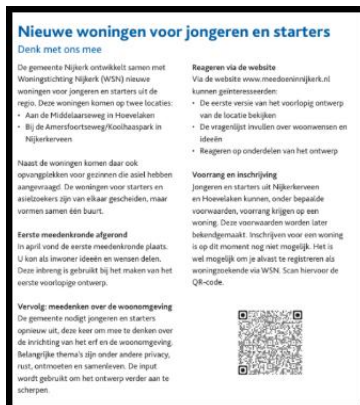 Nieuwe woningen voor jongeren en starters
Denk met ons mee
De gemeente Nijkerk ontwikkelt samen met
Woningstichting Nijkerk (WSN) nieuwe
woningen voor jongeren en starters uit de
regio. Deze woningen komen op twee locaties:
• Aan de Middelaarseweg in Hoevelaken
• Bij de Amersfoortseweg/Kooihaaspark in
Nijkerkerveen
Naast de woningen komen daar ook
opvangplekken voor gezinnen die asiel hebben
aangevraagd. De woningen voor starters en
asielzoekers zijn van elkaar gescheiden, maar
vormen samen één buurt.
Eerste meedenkronde afgerond
In april vond de eerste meedenkronde plaats.
U kon als inwoner ideeën en wensen delen.
Deze inbreng is gebruikt bij het maken van het
eerste voorlopige ontwerp.
Vervolg: meedenken over de woonomgeving
De gemeente nodigt jongeren en starters
opnieuw uit, deze keer om mee te denken over
de inrichting van het erf en de woonomgeving.
Belangrijke thema's zijn onder andere privacy,
rust, ontmoeten en samenleven. De input
wordt gebruikt om het ontwerp verder aan te
scherpen.
Reageren via de website
Via de website www.meedoeninnijkerk.nl
kunnen geïnteresseerden:
• De eerste versie van het voorlopig ontwerp
van de locatie bekijken
• De vragenlijst invullen over woonwensen en
ideeën
• Reageren op onderdelen van het ontwerp
Voorrang en inschrijving
Jongeren en starters uit Nijkerkerveen
en Hoevelaken kunnen, onder bepaalde
voorwaarden, voorrang krijgen op een
woning. Deze voorwaarden worden later
bekendgemaakt. Inschrijven voor een woning
is op dit moment nog niet mogelijk. Het is
wel mogelijk om je alvast te registreren als
woningzoekende via WSN. Scan hiervoor de
QR-code.